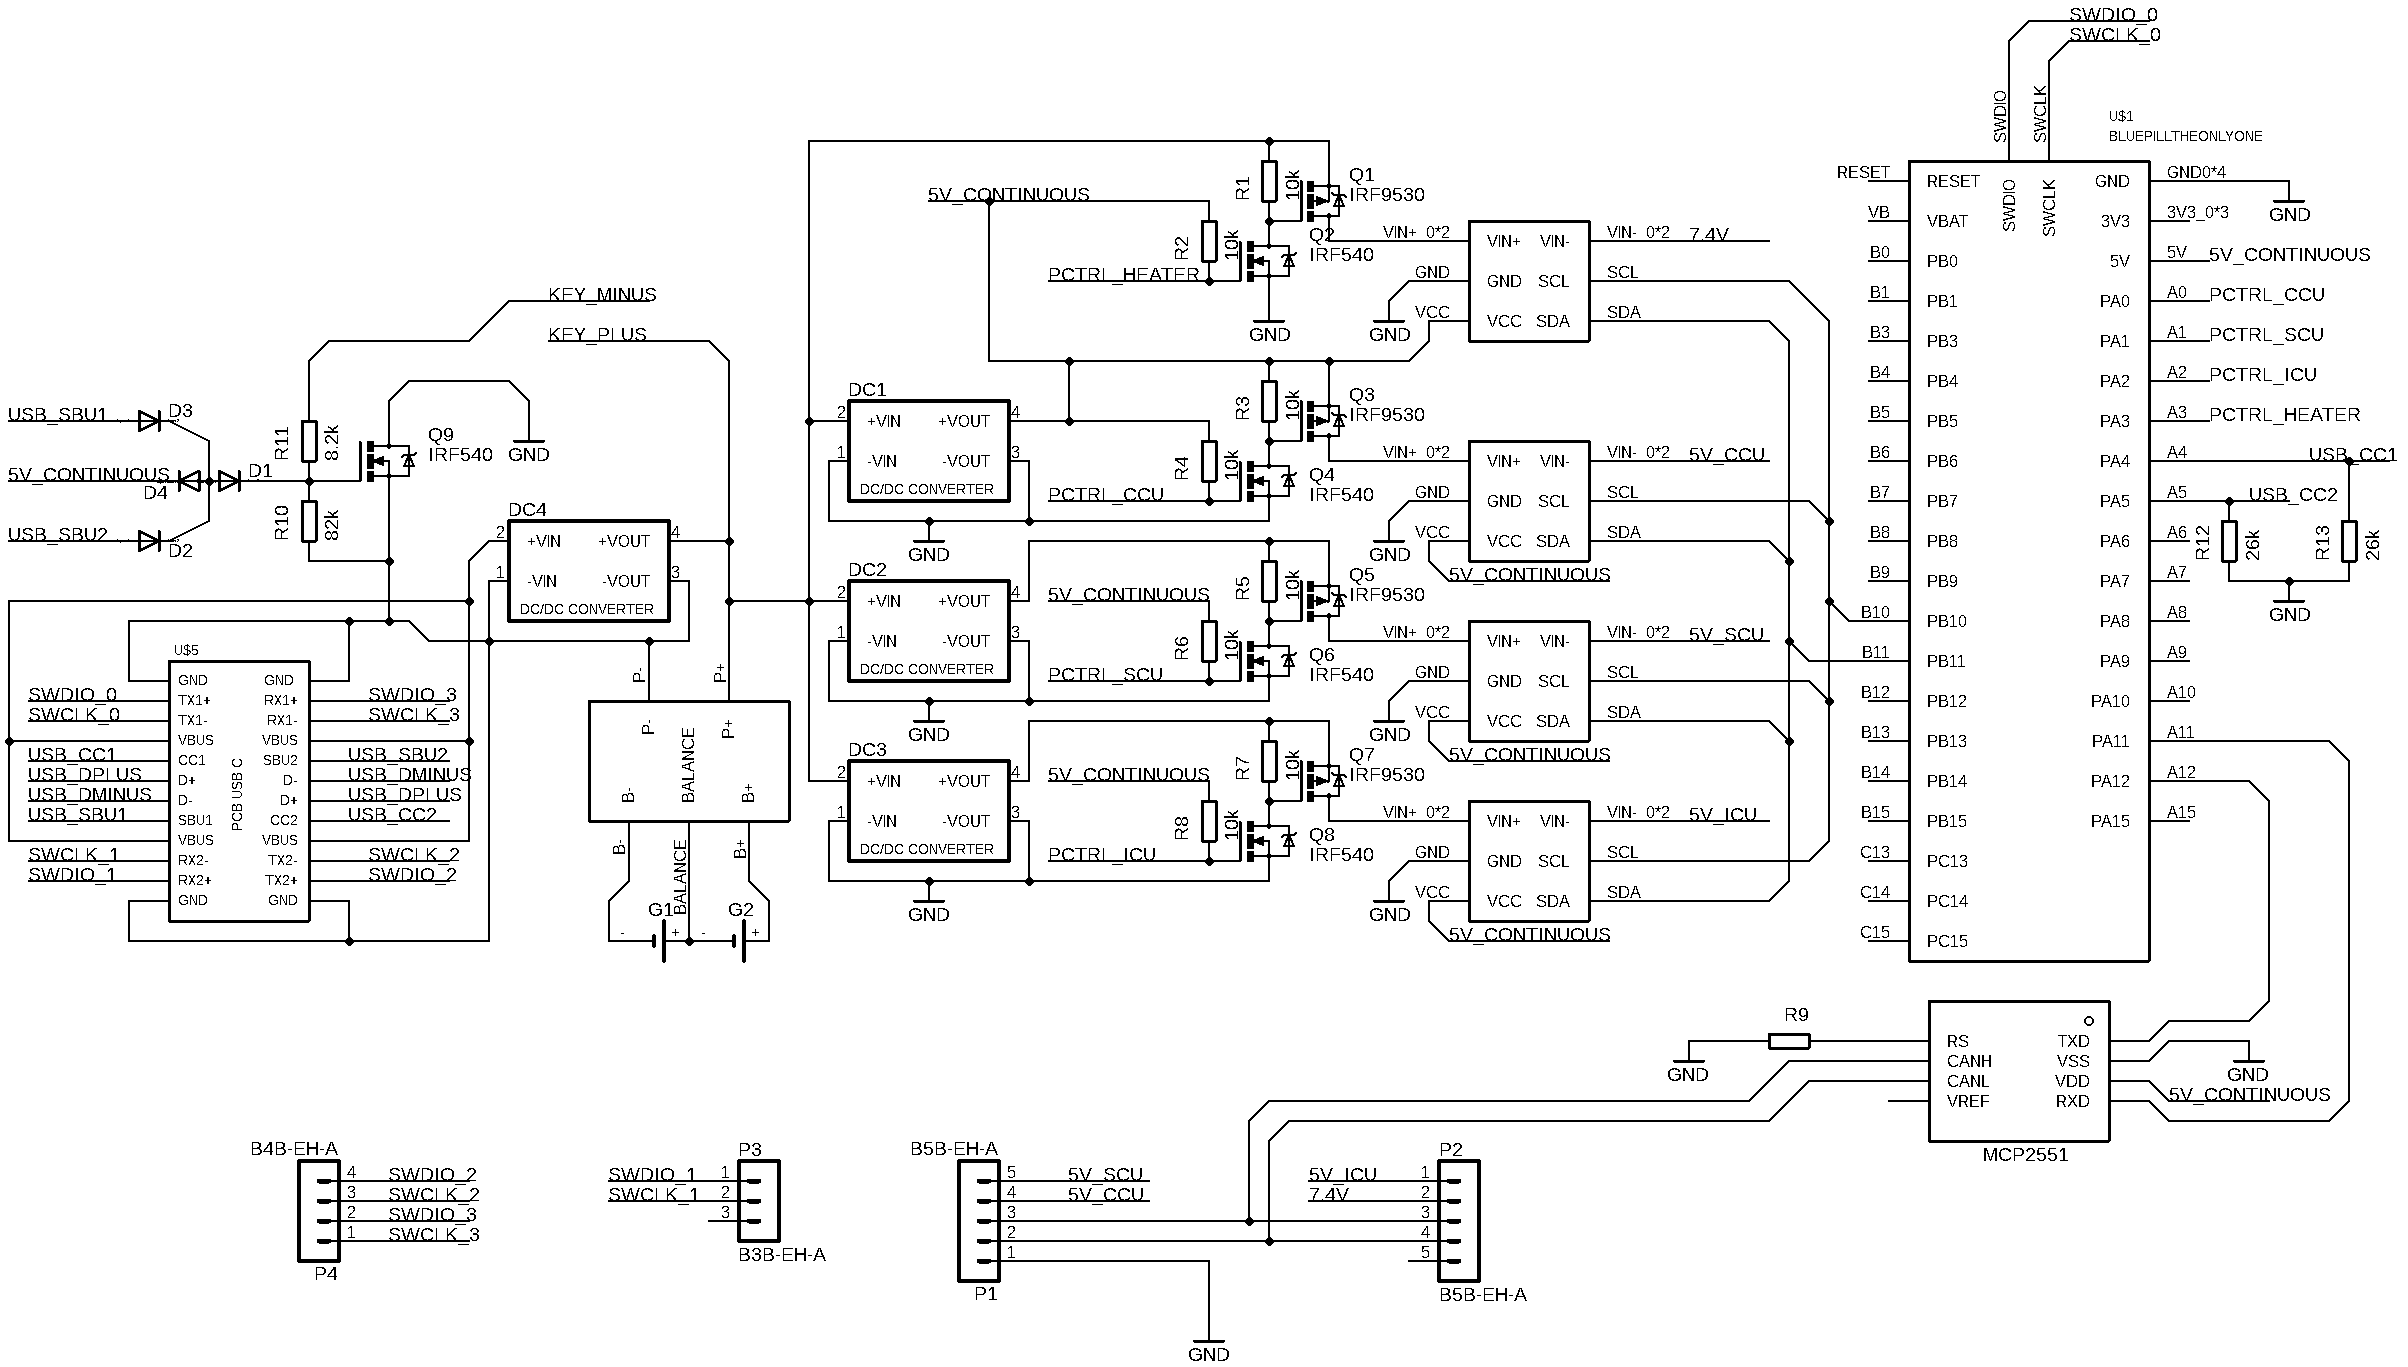 SWDIO_0
SWCLK_0
SWDIO
SWCLK
U$1
BLUEPILLTHEONLYONE
RESET
VB
B0
B1
B3
B4
B5
B6
B7
B8
B9
B10
B11
B12
B13
B14
B15
C13
C14
C15
RESET
VBAT
PB0
PB1
PB3
PB4
PB5
PB6
PB7
PB8
PB9
PB10
PB11
PB12
PB13
PB14
PB15
PC13
PC14
PC15
SWDIO
SWCLK
GND
3V3
5V
PA0
PA1
PA2
PA3
PA4
PA5
PA6
PA7
PA8
PA9
PA10
PA11
PA12
PA15
GND0*4
3V3_0*3
5V
A0
A1
A2
A3
A4
A5
A6
A7
A8
A9
A10
A11
A12
A15
GND
5V_CONTINUOUS
PCTRL_CCU
PCTRL_SCU
PCTRL_ICU
PCTRL_HEATER
USB_CC1
USB_CC2
R12
26k
R13
26k
GND
KEY_MINUS
KEY_PLUS
USB_SBU1
D3
5V_CONTINUOUS
D4
D1
USB_SBU2
D2
R11
8.2k
R10
82k
Q9
IRF540
GND
DC4
2
+VIN
+VOUT
4
1
-VIN
-VOUT
3
DC/DC CONVERTER
U$5
GND
GND
SWDIO_0
TX1+
RX1+
SWDIO_3
SWCLK_0
TX1-
RX1-
SWCLK_3
VBUS
VBUS
USB_CC1
CC1
SBU2
USB_SBU2
USB_DPLUS
D+
D-
USB_DMINUS
USB_DMINUS
D-
D+
USB_DPLUS
USB_SBU1
SBU1
CC2
USB_CC2
VBUS
VBUS
SWCLK_1
RX2-
TX2-
SWCLK_2
SWDIO_1
RX2+
TX2+
SWDIO_2
GND
GND
PCB USB C
P-
P+
P-
P+
BALANCE
B-
B+
B-
BALANCE
B+
G1
G2
-
+
-
+
5V_CONTINUOUS
R1
10k
Q1
IRF9530
R2
10k
Q2
IRF540
PCTRL_HEATER
GND
DC1
2
+VIN
+VOUT
4
1
-VIN
-VOUT
3
DC/DC CONVERTER
GND
R3
10k
Q3
IRF9530
R4
10k
Q4
IRF540
PCTRL_CCU
DC2
2
+VIN
+VOUT
4
1
-VIN
-VOUT
3
DC/DC CONVERTER
GND
5V_CONTINUOUS
R5
10k
Q5
IRF9530
R6
10k
Q6
IRF540
PCTRL_SCU
DC3
2
+VIN
+VOUT
4
1
-VIN
-VOUT
3
DC/DC CONVERTER
GND
5V_CONTINUOUS
R7
10k
Q7
IRF9530
R8
10k
Q8
IRF540
PCTRL_ICU
VIN+ 0*2
VIN+
VIN-
VIN- 0*2
7.4V
GND
GND
SCL
SCL
VCC
VCC
SDA
SDA
GND
VIN+ 0*2
VIN+
VIN-
VIN- 0*2
5V_CCU
GND
GND
SCL
SCL
VCC
VCC
SDA
SDA
GND
5V_CONTINUOUS
VIN+ 0*2
VIN+
VIN-
VIN- 0*2
5V_SCU
GND
GND
SCL
SCL
VCC
VCC
SDA
SDA
GND
5V_CONTINUOUS
VIN+ 0*2
VIN+
VIN-
VIN- 0*2
5V_ICU
GND
GND
SCL
SCL
VCC
VCC
SDA
SDA
GND
5V_CONTINUOUS
R9
GND
RS
TXD
CANH
VSS
CANL
VDD
VREF
RXD
GND
5V_CONTINUOUS
MCP2551
B4B-EH-A
4
SWDIO_2
3
SWCLK_2
2
SWDIO_3
1
SWCLK_3
P4
P3
SWDIO_1
1
SWCLK_1
2
3
B3B-EH-A
B5B-EH-A
5
5V_SCU
4
5V_CCU
3
2
1
P1
GND
P2
5V_ICU
1
7.4V
2
3
4
5
B5B-EH-A